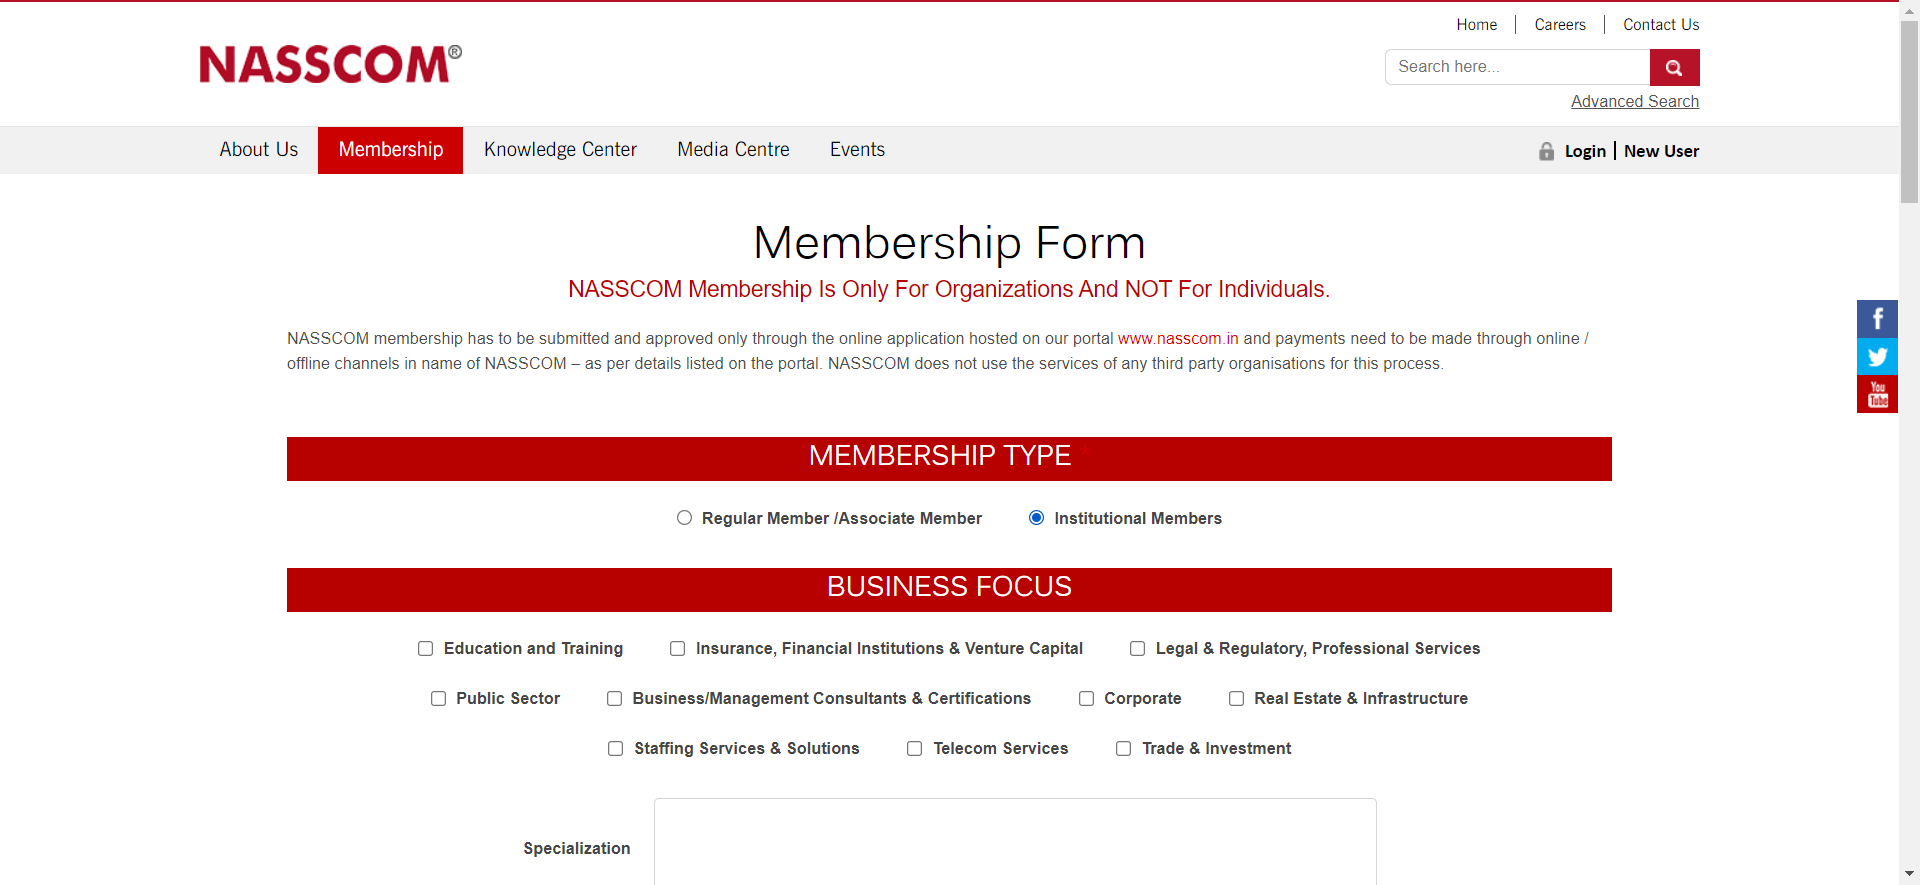 Home | Careers | Contact Us
NASSCOM®
Search here...
Advanced Search
About Us Membership Knowledge Center Media Centre Events Login | New User
Membership Form
NASSCOM Membership Is Only For Organizations And NOT For Individuals.
NASSCOM membership has to be submitted and approved only through the online application hosted on our portal www.nasscom.in and payments need to be made through online /
offline channels in name of NASSCOM – as per details listed on the portal. NASSCOM does not use the services of any third party organisations for this process.
You
Tube
MEMBERSHIP TYPE
Regular Member /Associate Member Institutional Members
BUSINESS FOCUS
Education and Training Insurance, Financial Institutions & Venture Capital Legal & Regulatory, Professional Services
Public Sector Business/Management Consultants & Certifications Corporate Real Estate & Infrastructure
Staffing Services & Solutions Telecom Services Trade & Investment
Specialization